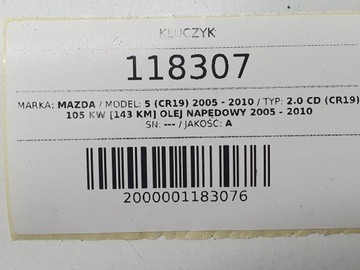 KLUCZYK
118307
MARKA: MAZDA / MODEL: 5 (CR19) 2005 - 2010 / TYP: 2.0 CD (CR19)
105 KW [143 KM] OLEJ NAPĘDOWY 2005 - 2010
SN: --- / JAKOŚĆ: A
2000001183076